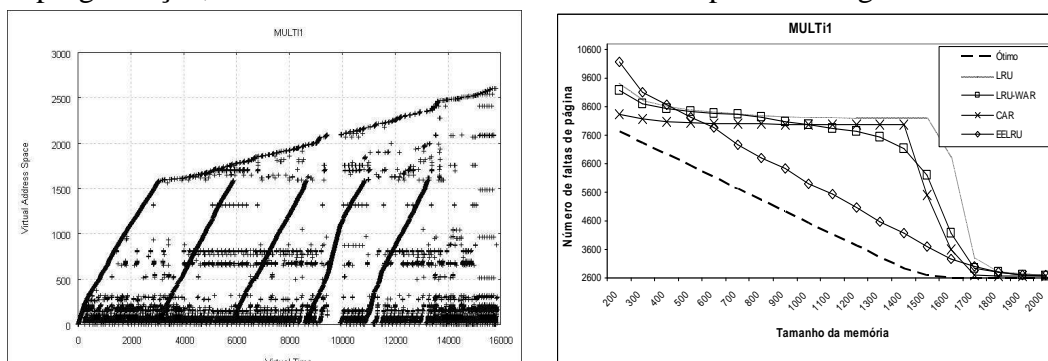 MULTI1
3000
2500
2000
1500
1000
500
0
Virtual Address Space
0 2000 4000 6000 8000 10000 12000 14000 16000
MULTi1
10600
9600
8600
7600
6600
5600
4600
3600
2600
Número de faltas de página
200 300 400 500 600 700 800 900 1000 1100 1200 1300 1400 1500 1600 1700 1800 1900 2000
Tamanho da memória
Ótimo
LRU
LRU-WAR
CAR
EELRU